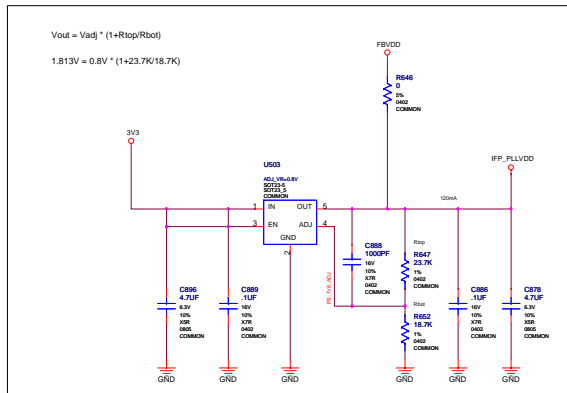 Vout = Vadj * (1+Rtop/Rbot)
1.813V = 0.8V * (1+23.7K/18.7K)
FBVDD
R646
0
5%
0402
COMMON
3V3
IFP_PLLVDD
U503
ADJ_VR=0.8V
SOT23-5
SOT23_5
COMMON
1 IN OUT 5
120mA
3 EN ADJ 4
GND
2
C888
1000PF
16V
10%
X7R
0402
COMMON
Rtop
R647
23.7K
1%
0402
COMMON
PS_1V8_ADJ
Rbot
R652
18.7K
1%
0402
COMMON
C896
4.7UF
6.3V
10%
X5R
0805
COMMON
C889
.1UF
16V
10%
X7R
0402
COMMON
C886
.1UF
16V
10%
X7R
0402
COMMON
C878
4.7UF
6.3V
10%
X5R
0805
COMMON
GND GND GND GND GND GND